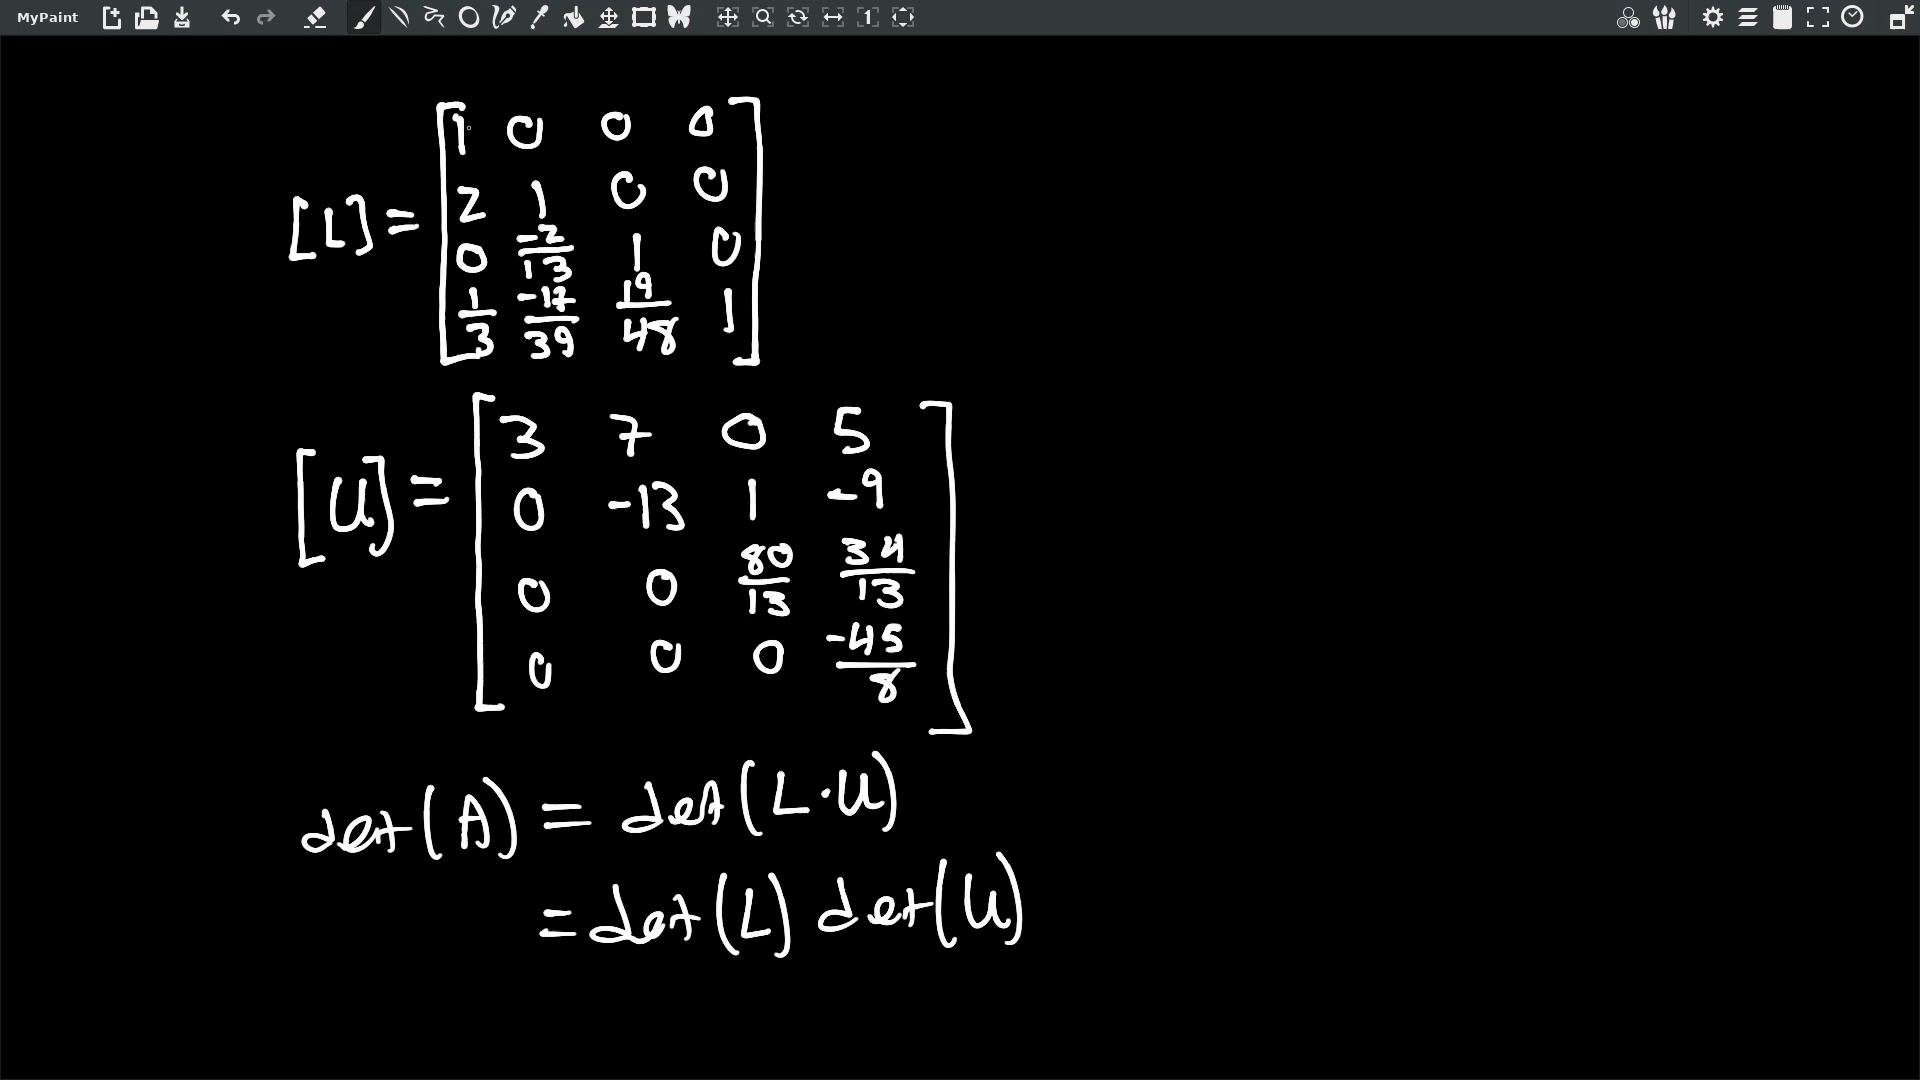 MyPaint
[L] = [1 0 0 0
2 1 0 0
0 -2/13 1 0
1/3 -17/39 19/48 1]
[U] = [3 7 0 5
0 -13 1 -9
0 0 80/13 34/13
0 0 0 -45/8]
det(A) = det(L·U)
= det(L) det(U)